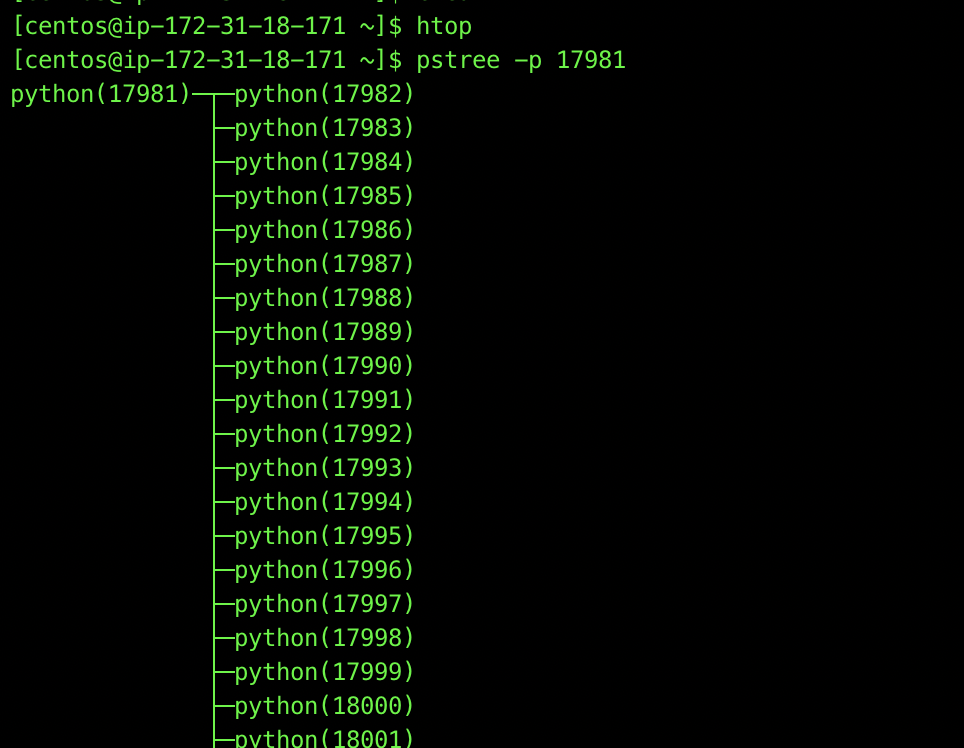 [centos@ip-172-31-18-171 ~]$ htop
[centos@ip-172-31-18-171 ~]$ pstree -p 17981
python(17981)─┬─python(17982)
├─python(17983)
├─python(17984)
├─python(17985)
├─python(17986)
├─python(17987)
├─python(17988)
├─python(17989)
├─python(17990)
├─python(17991)
├─python(17992)
├─python(17993)
├─python(17994)
├─python(17995)
├─python(17996)
├─python(17997)
├─python(17998)
├─python(17999)
├─python(18000)
├─python(18001)